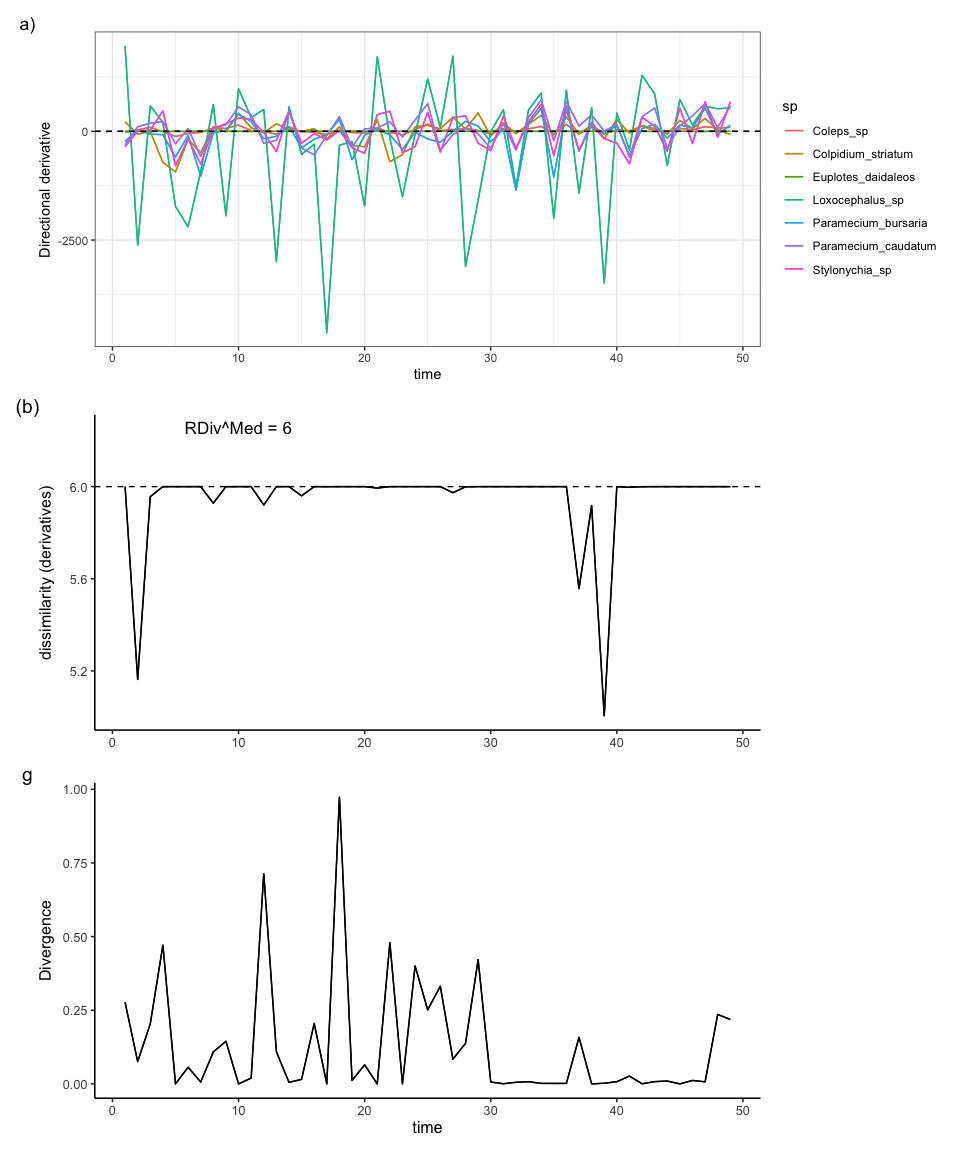 a)
Directional derivative
0
-2500
0 10 20 30 40 50
time
sp
Coleps_sp
Colpidium_striatum
Euplotes_daidaleos
Loxocephalus_sp
Paramecium_bursaria
Paramecium_caudatum
Stylonychia_sp
(b)
RDiv^Med = 6
dissimilarity (derivatives)
6.0
5.6
5.2
0 10 20 30 40 50
g
Divergence
1.00
0.75
0.50
0.25
0.00
0 10 20 30 40 50
time